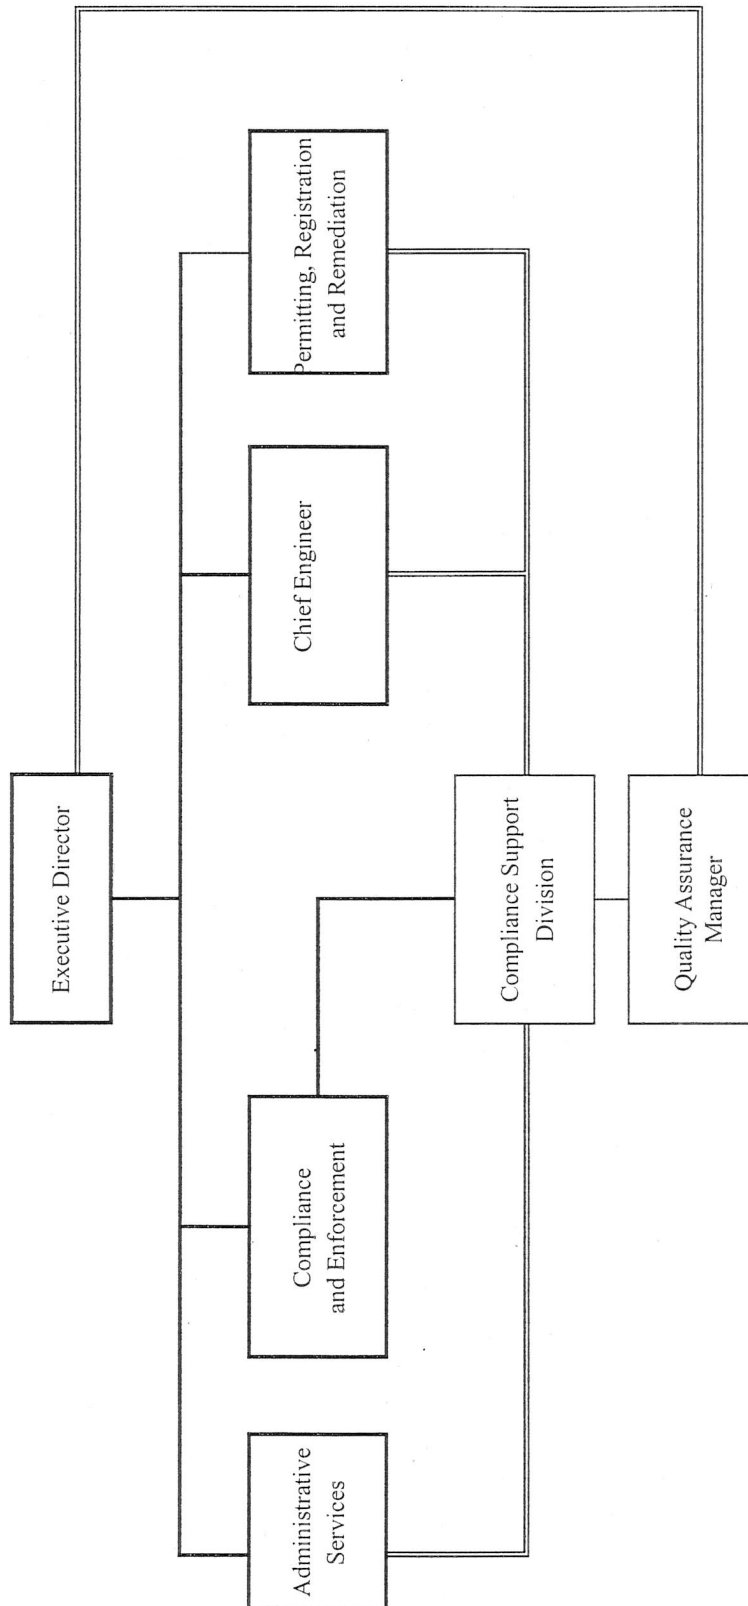 Executive Director
Administrative
Services
Compliance
and Enforcement
Chief Engineer
Permitting, Registration
and Remediation
Compliance Support
Division
Quality Assurance
Manager